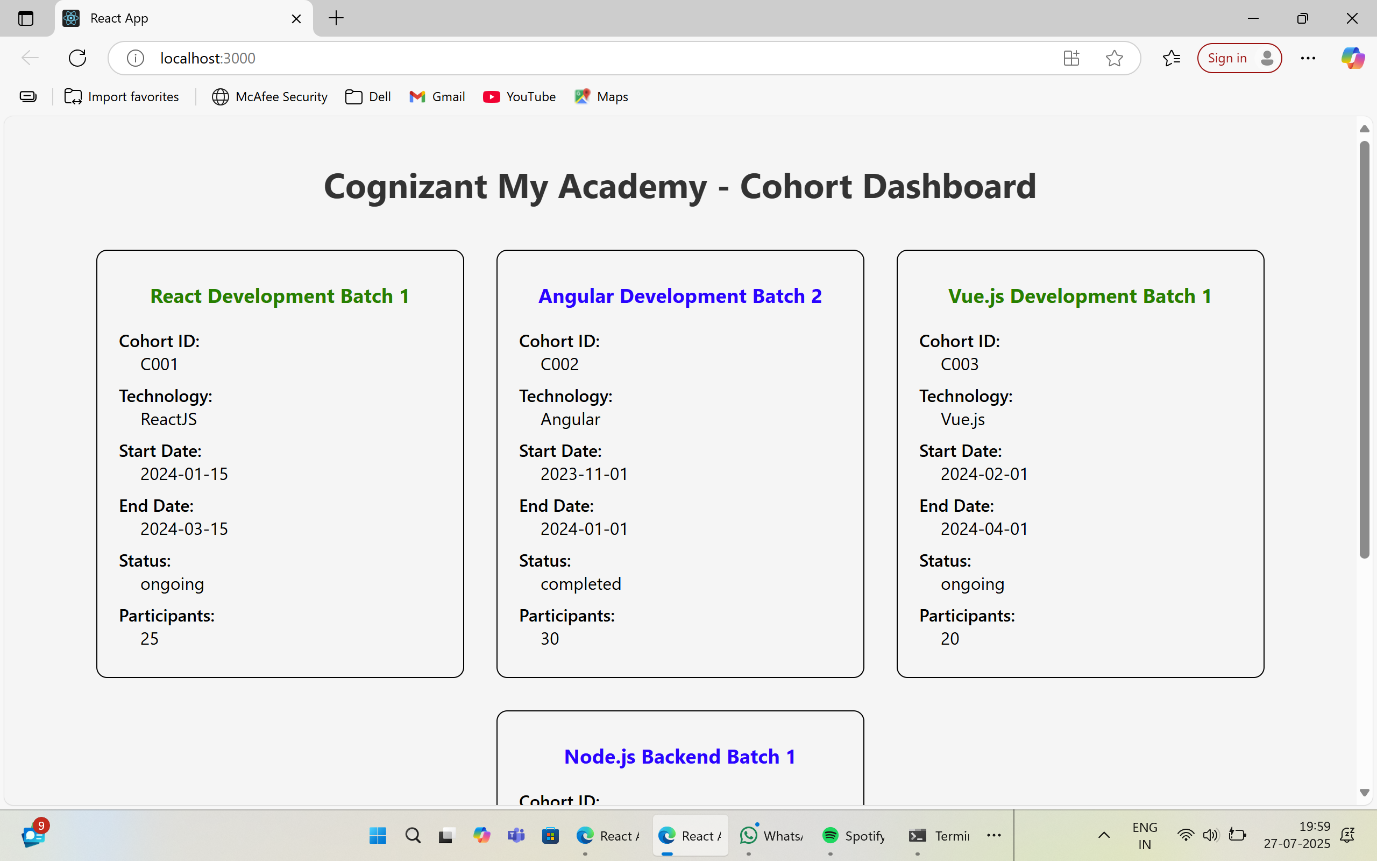 React App
localhost:3000
Sign in
Import favorites
McAfee Security
Dell
Gmail
YouTube
Maps
Cognizant My Academy - Cohort Dashboard
React Development Batch 1
Cohort ID:
C001
Technology:
ReactJS
Start Date:
2024-01-15
End Date:
2024-03-15
Status:
ongoing
Participants:
25
Angular Development Batch 2
Cohort ID:
C002
Technology:
Angular
Start Date:
2023-11-01
End Date:
2024-01-01
Status:
completed
Participants:
30
Vue.js Development Batch 1
Cohort ID:
C003
Technology:
Vue.js
Start Date:
2024-02-01
End Date:
2024-04-01
Status:
ongoing
Participants:
20
Node.js Backend Batch 1
Cohort ID:
9
React A
React A
Whats
Spotify
Termi
ENG
IN
19:59
27-07-2025